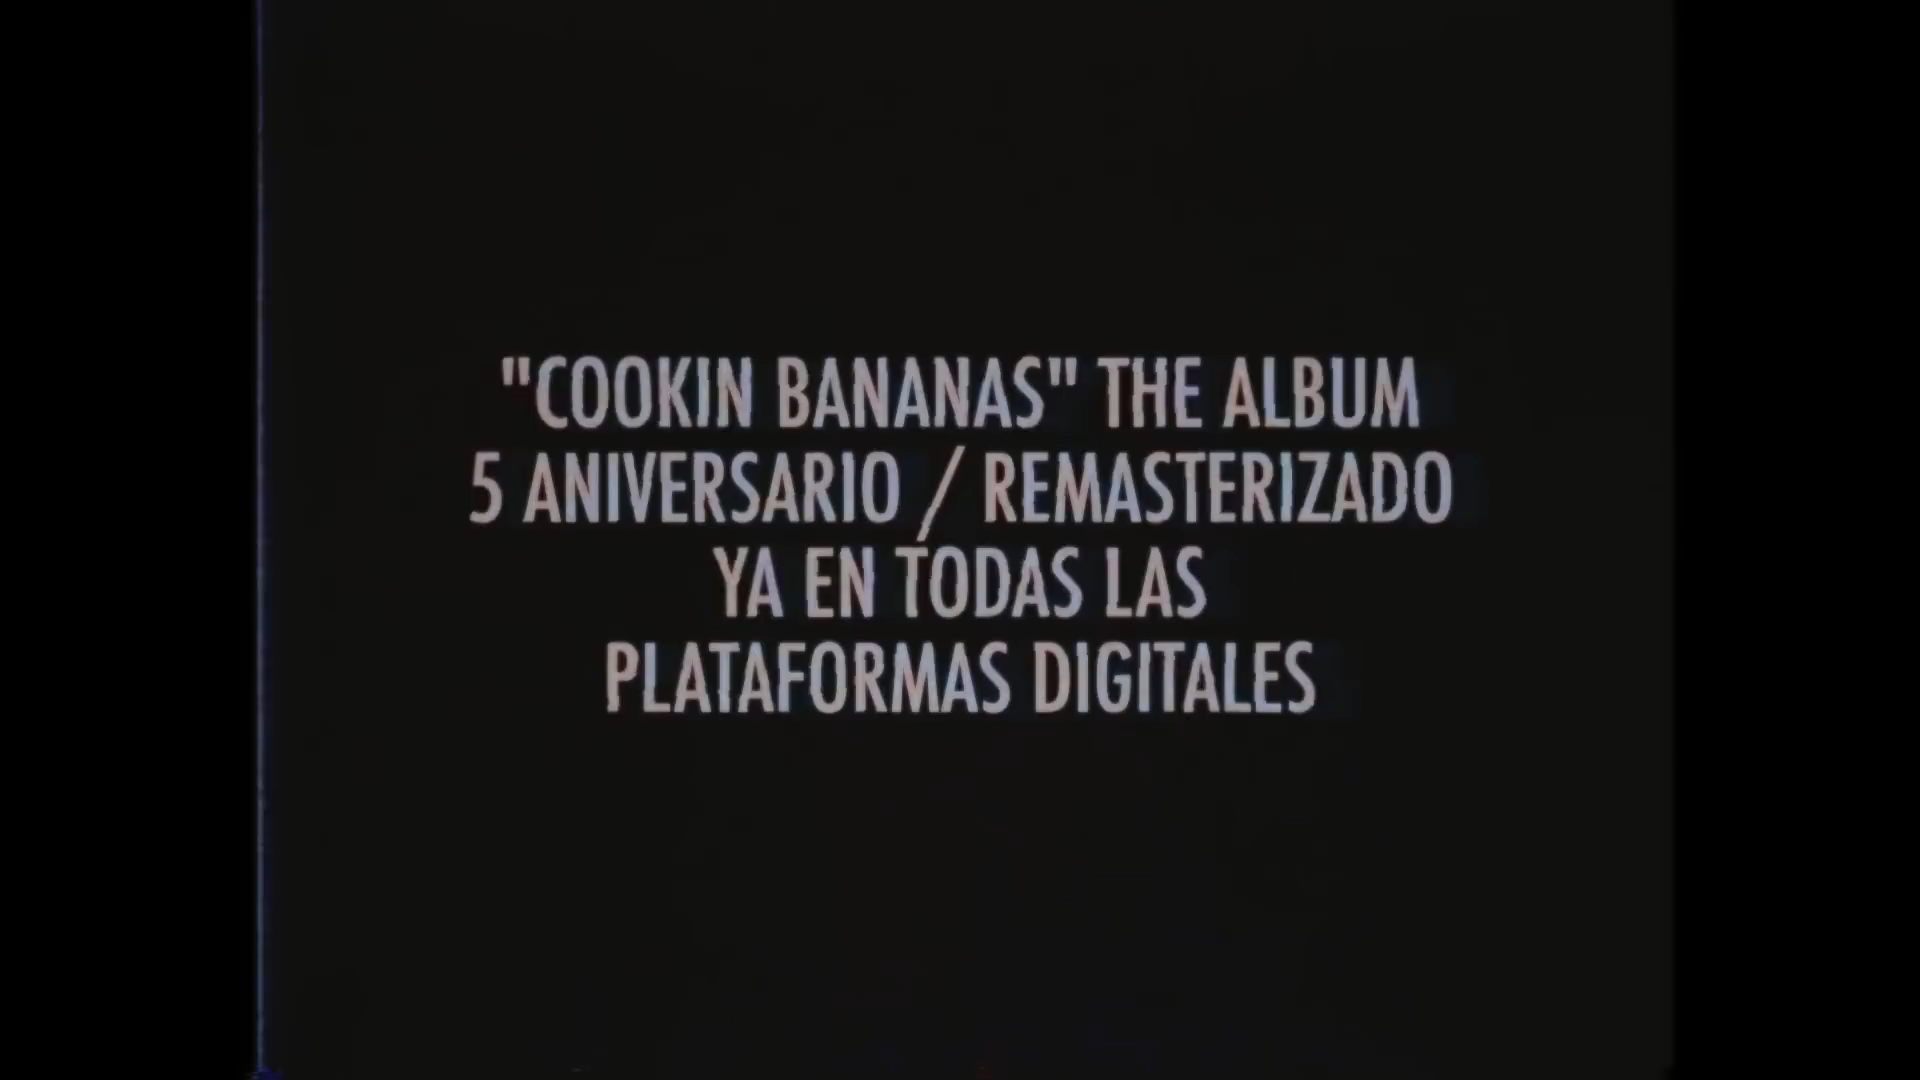 "COOKIN BANANAS" THE ALBUM
5 ANIVERSARIO / REMASTERIZADO
YA EN TODAS LAS
PLATAFORMAS DIGITALES